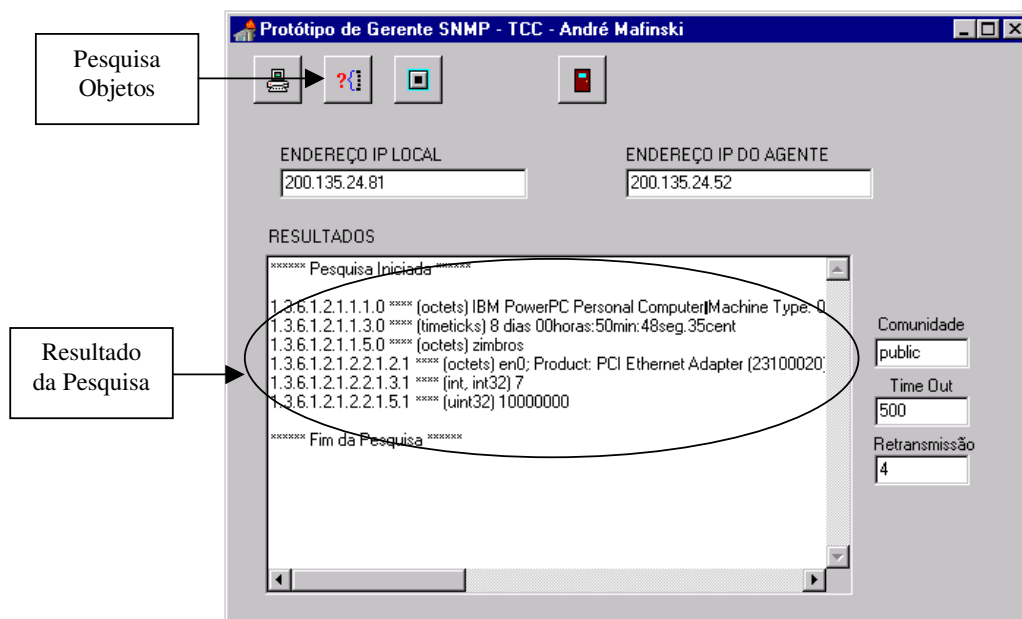 Protótipo de Gerente SNMP - TCC - André Mafinski
Pesquisa
Objetos
?{
ENDEREÇO IP LOCAL
ENDEREÇO IP DO AGENTE
200.135.24.81
200.135.24.52
RESULTADOS
****** Pesquisa Iniciada ******
1.3.6.1.2.1.1.1.0 **** (octets) IBM PowerPC Personal Computer|Machine Type: 0
1.3.6.1.2.1.1.3.0 **** (timeticks) 8 dias 00horas:50min:48seg.35cent
1.3.6.1.2.1.1.5.0 **** (octets) zimbros
1.3.6.1.2.1.2.2.1.2.1 **** (octets) en0; Product: PCI Ethernet Adapter (23100020)
1.3.6.1.2.1.2.2.1.3.1 **** (int, int32) 7
1.3.6.1.2.1.2.2.1.5.1 **** (uint32) 10000000
****** Fim da Pesquisa ******
Resultado
da Pesquisa
Comunidade
public
Time Out
500
Retransmissão
4